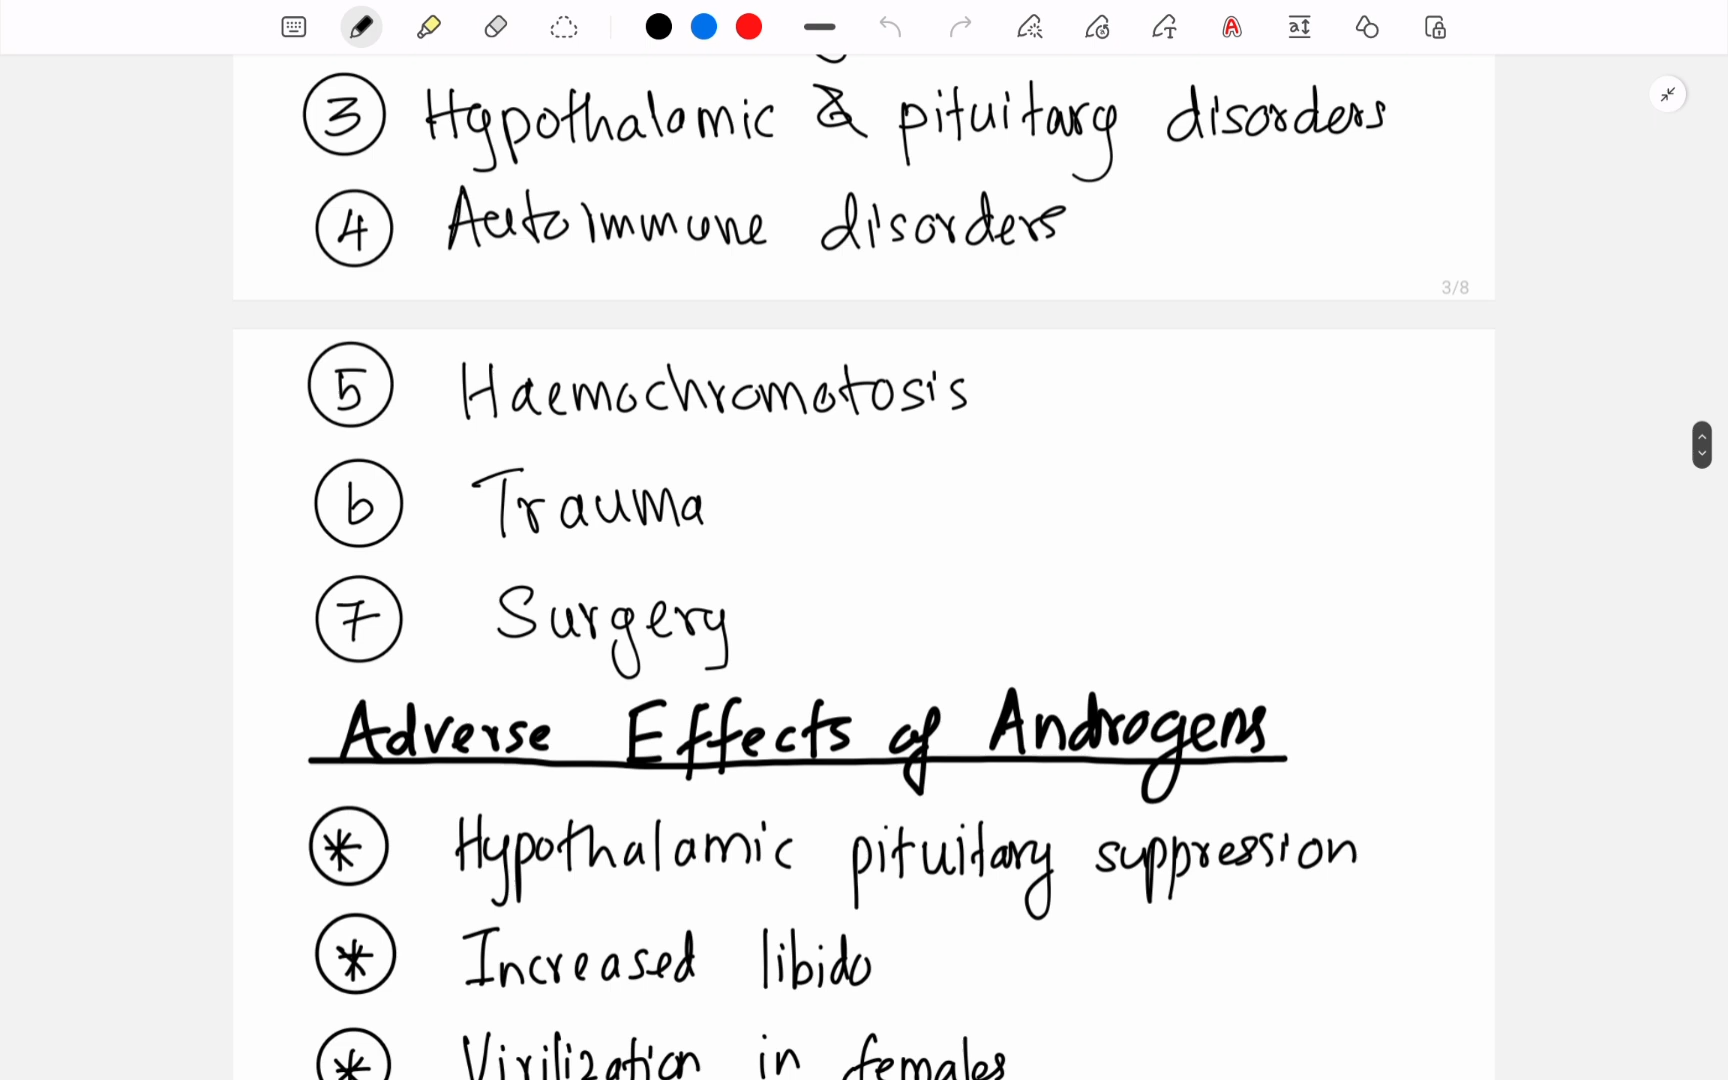 ③ Hypothalamic & pituitary disorders
④ Autoimmune disorders
3/8
⑤ Haemochromotosis
⑥ Trauma
⑦ Surgery
Adverse Effects of Androgens
* Hypothalamic pituitary suppression
* Increased libido
* Virilization in females